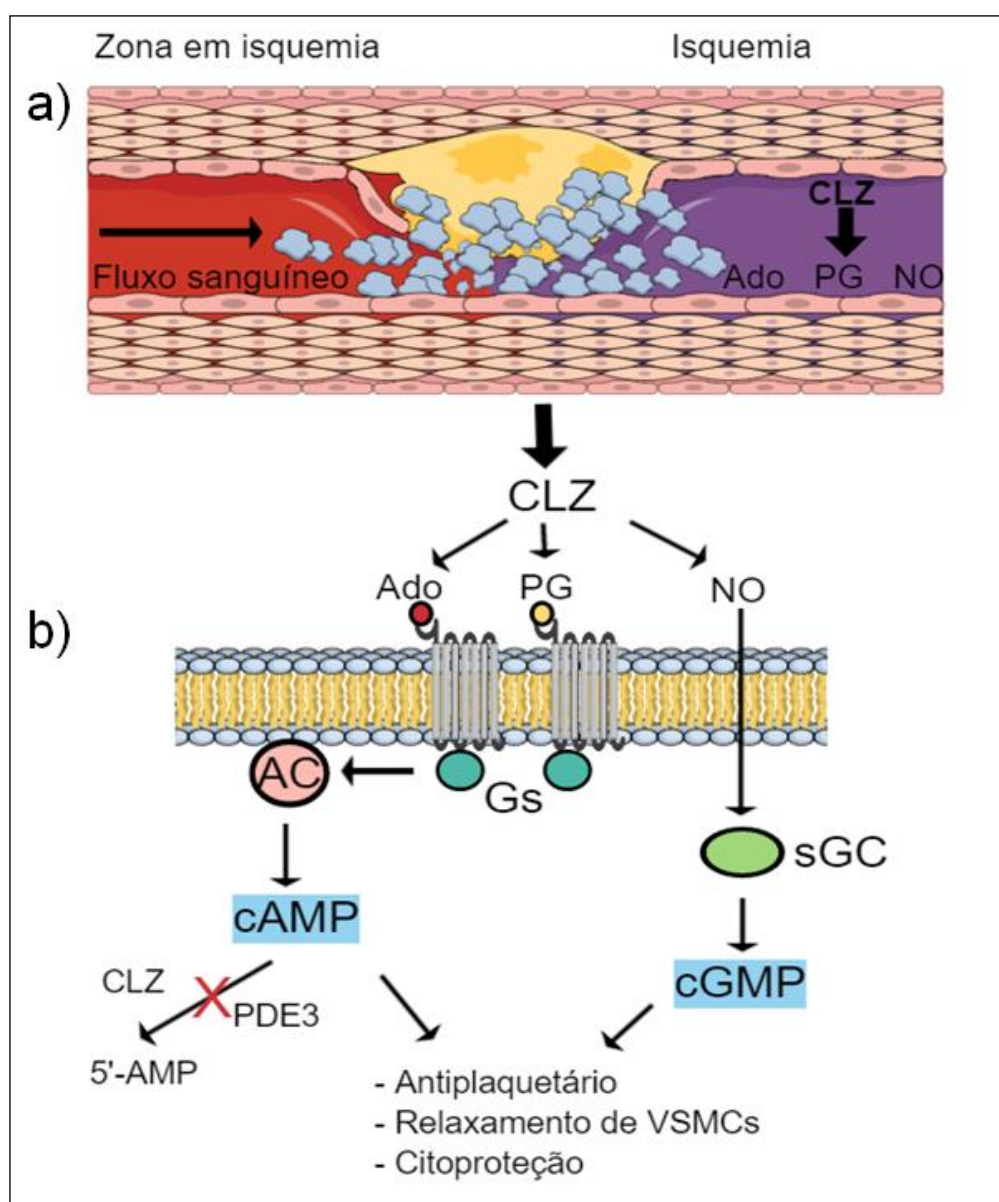 Zona em isquemia
Isquemia
a)
CLZ
Fluxo sanguíneo
Ado PG NO
CLZ
Ado PG NO
b)
AC
Gs
sGC
cAMP
cGMP
CLZ
PDE3
5'-AMP
- Antiplaquetário
- Relaxamento de VSMCs
- Citoproteção